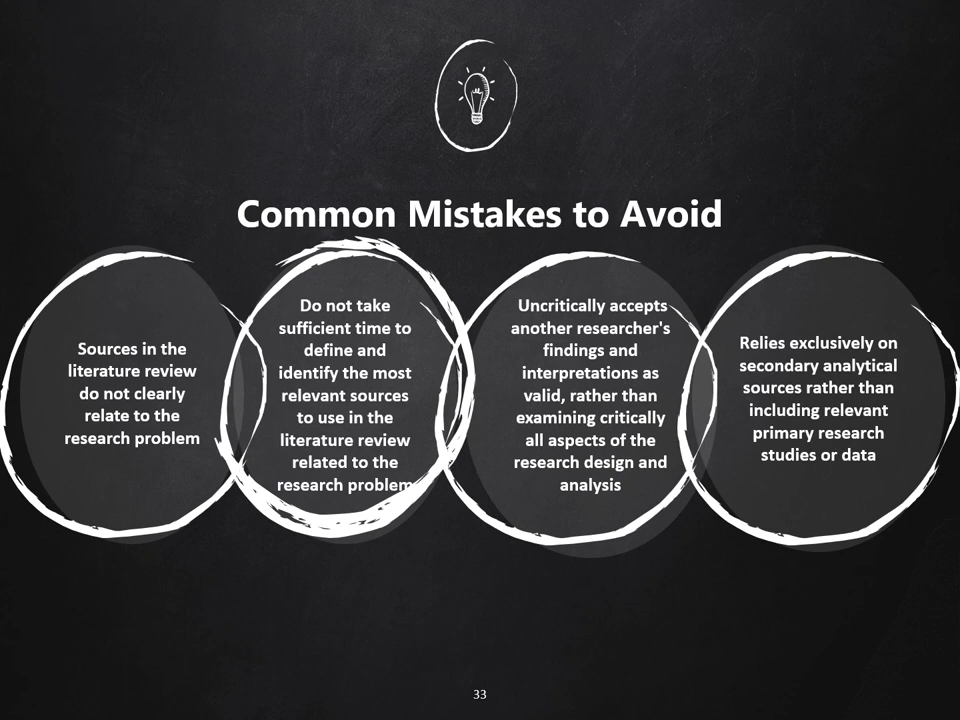 Common Mistakes to Avoid
Sources in the
literature review
do not clearly
relate to the
research problem
Do not take
sufficient time to
define and
identify the most
relevant sources
to use in the
literature review
related to the
research problem
Uncritically accepts
another researcher's
findings and
interpretations as
valid, rather than
examining critically
all aspects of the
research design and
analysis
Relies exclusively on
secondary analytical
sources rather than
including relevant
primary research
studies or data
33